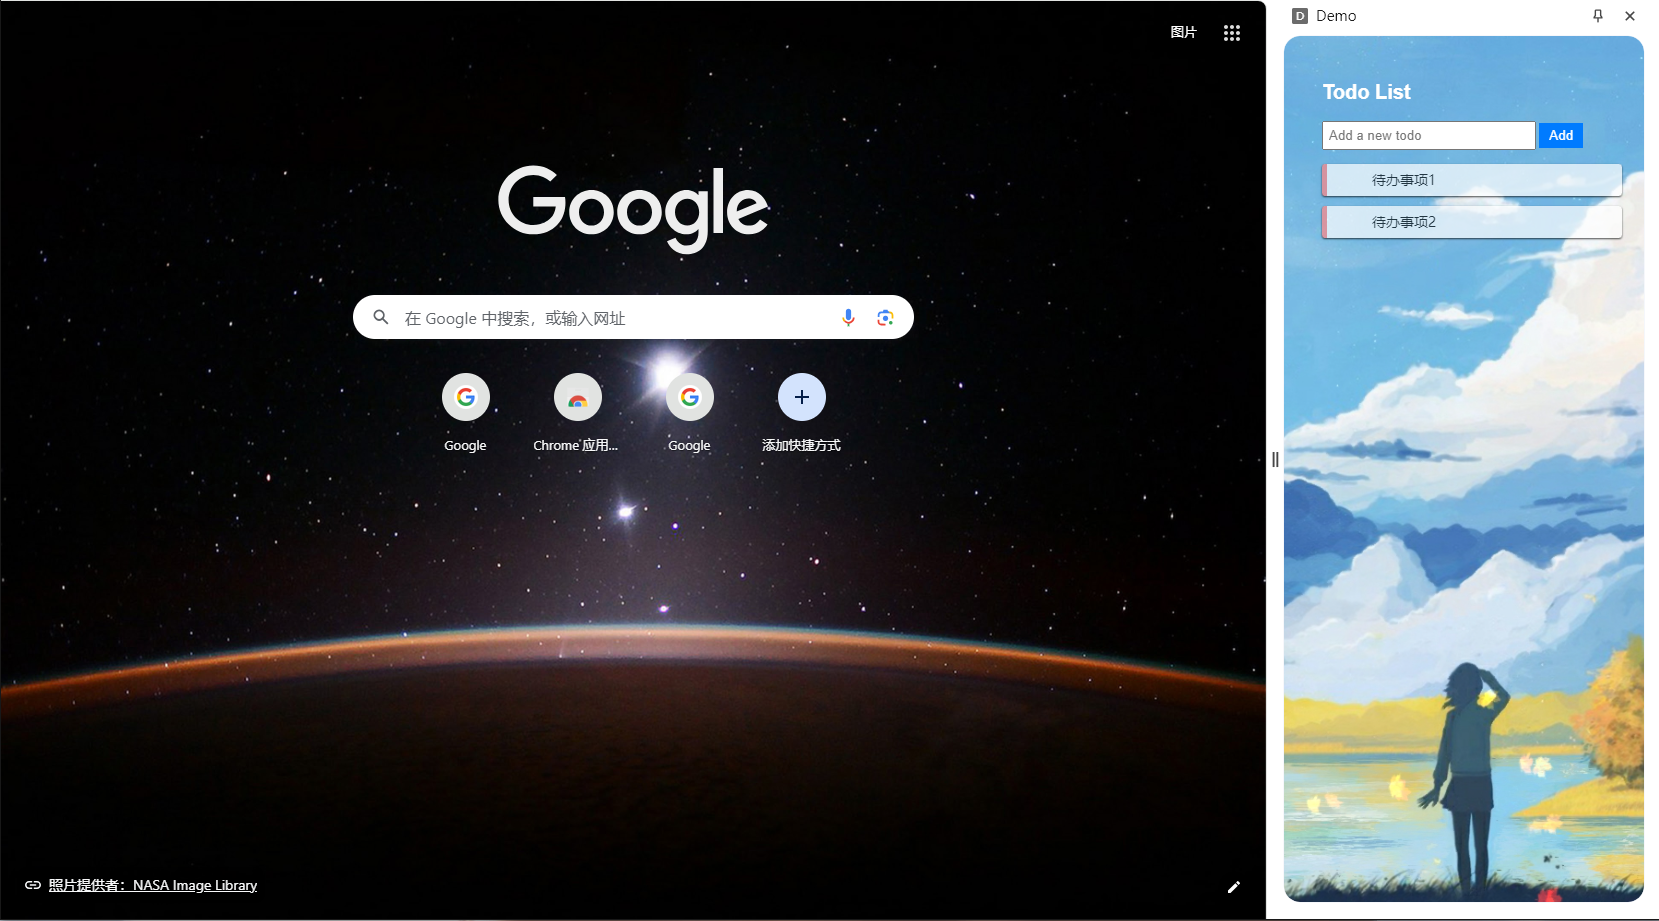 图片
Google
在 Google 中搜索，或输入网址
Google
Chrome 应用...
Google
添加快捷方式
照片提供者：NASA Image Library
D Demo
Todo List
Add a new todo
Add
待办事项1
待办事项2